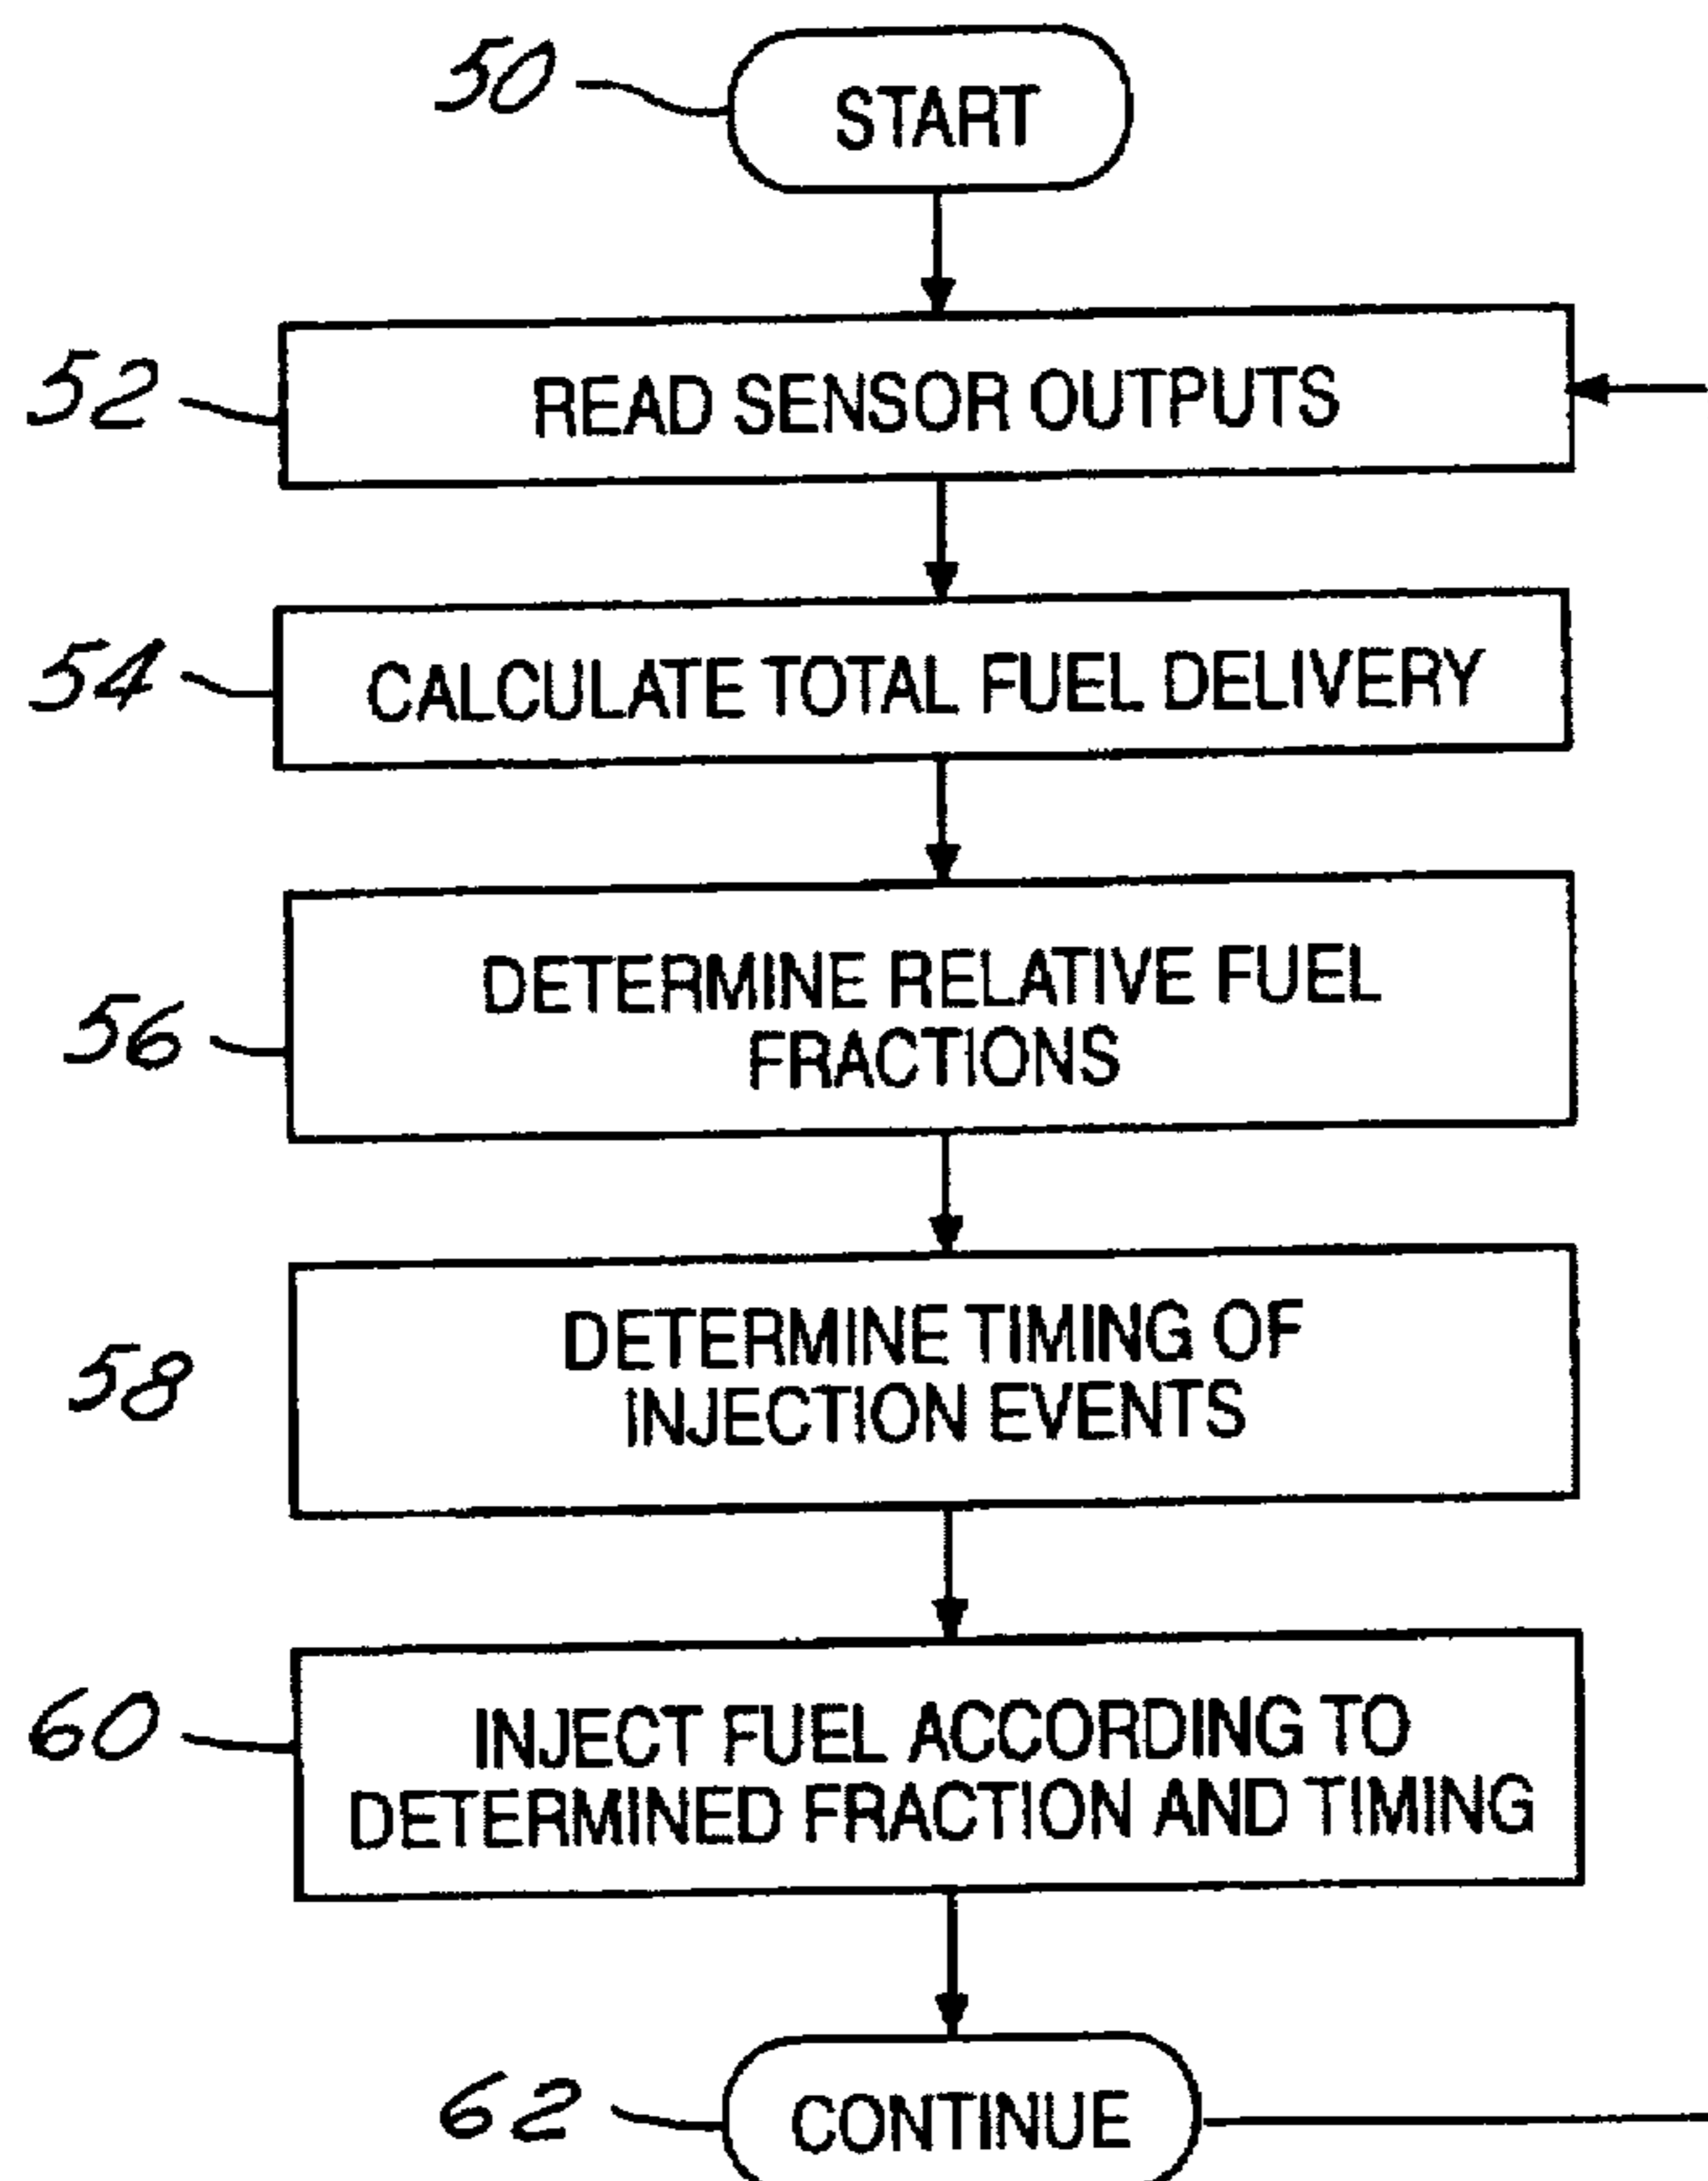 50 START
52 READ SENSOR OUTPUTS
54 CALCULATE TOTAL FUEL DELIVERY
56 DETERMINE RELATIVE FUEL
FRACTIONS
58 DETERMINE TIMING OF
INJECTION EVENTS
60 INJECT FUEL ACCORDING TO
DETERMINED FRACTION AND TIMING
62 CONTINUE